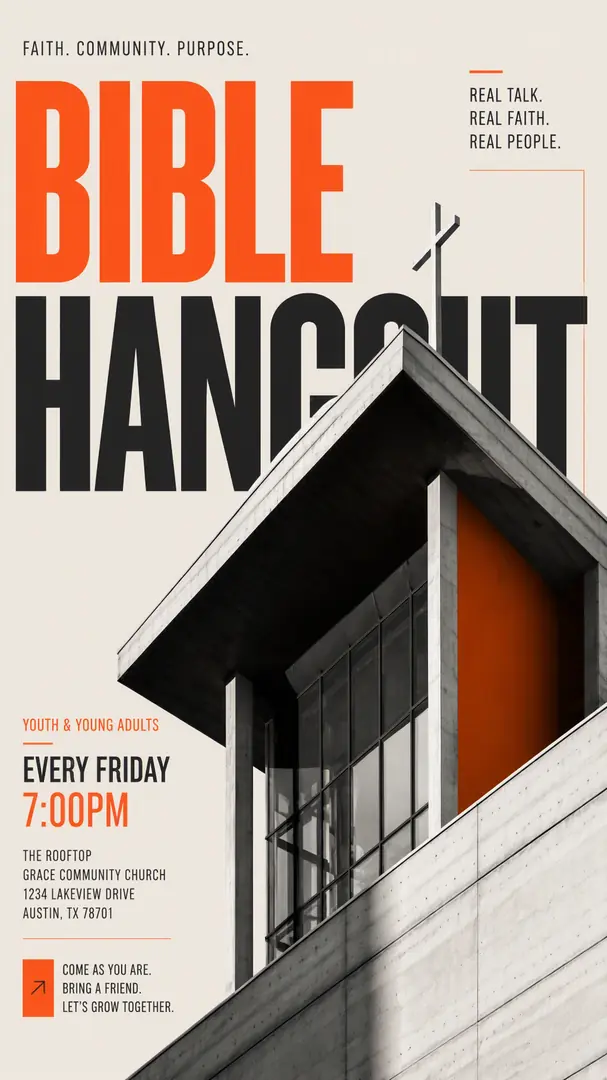 FAITH. COMMUNITY. PURPOSE.
BIBLE
HANGOUT
REAL TALK.
REAL FAITH.
REAL PEOPLE.
YOUTH & YOUNG ADULTS
EVERY FRIDAY
7:00PM
THE ROOFTOP
GRACE COMMUNITY CHURCH
1234 LAKEVIEW DRIVE
AUSTIN, TX 78701
COME AS YOU ARE.
BRING A FRIEND.
LET'S GROW TOGETHER.